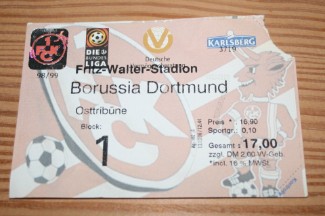 DIE
BUNDES
LIGA
Deutsche
98/99
KARLSBERG
Fritz-Walter-Stadion
Borussia Dortmund
Osttribüne
Block:
1
Preis * 16,90
Sportgr. 0,10
Gesamt: 17,00
zzgl. DM 2,00 VV-Geb.
*incl. 16 % MWSt